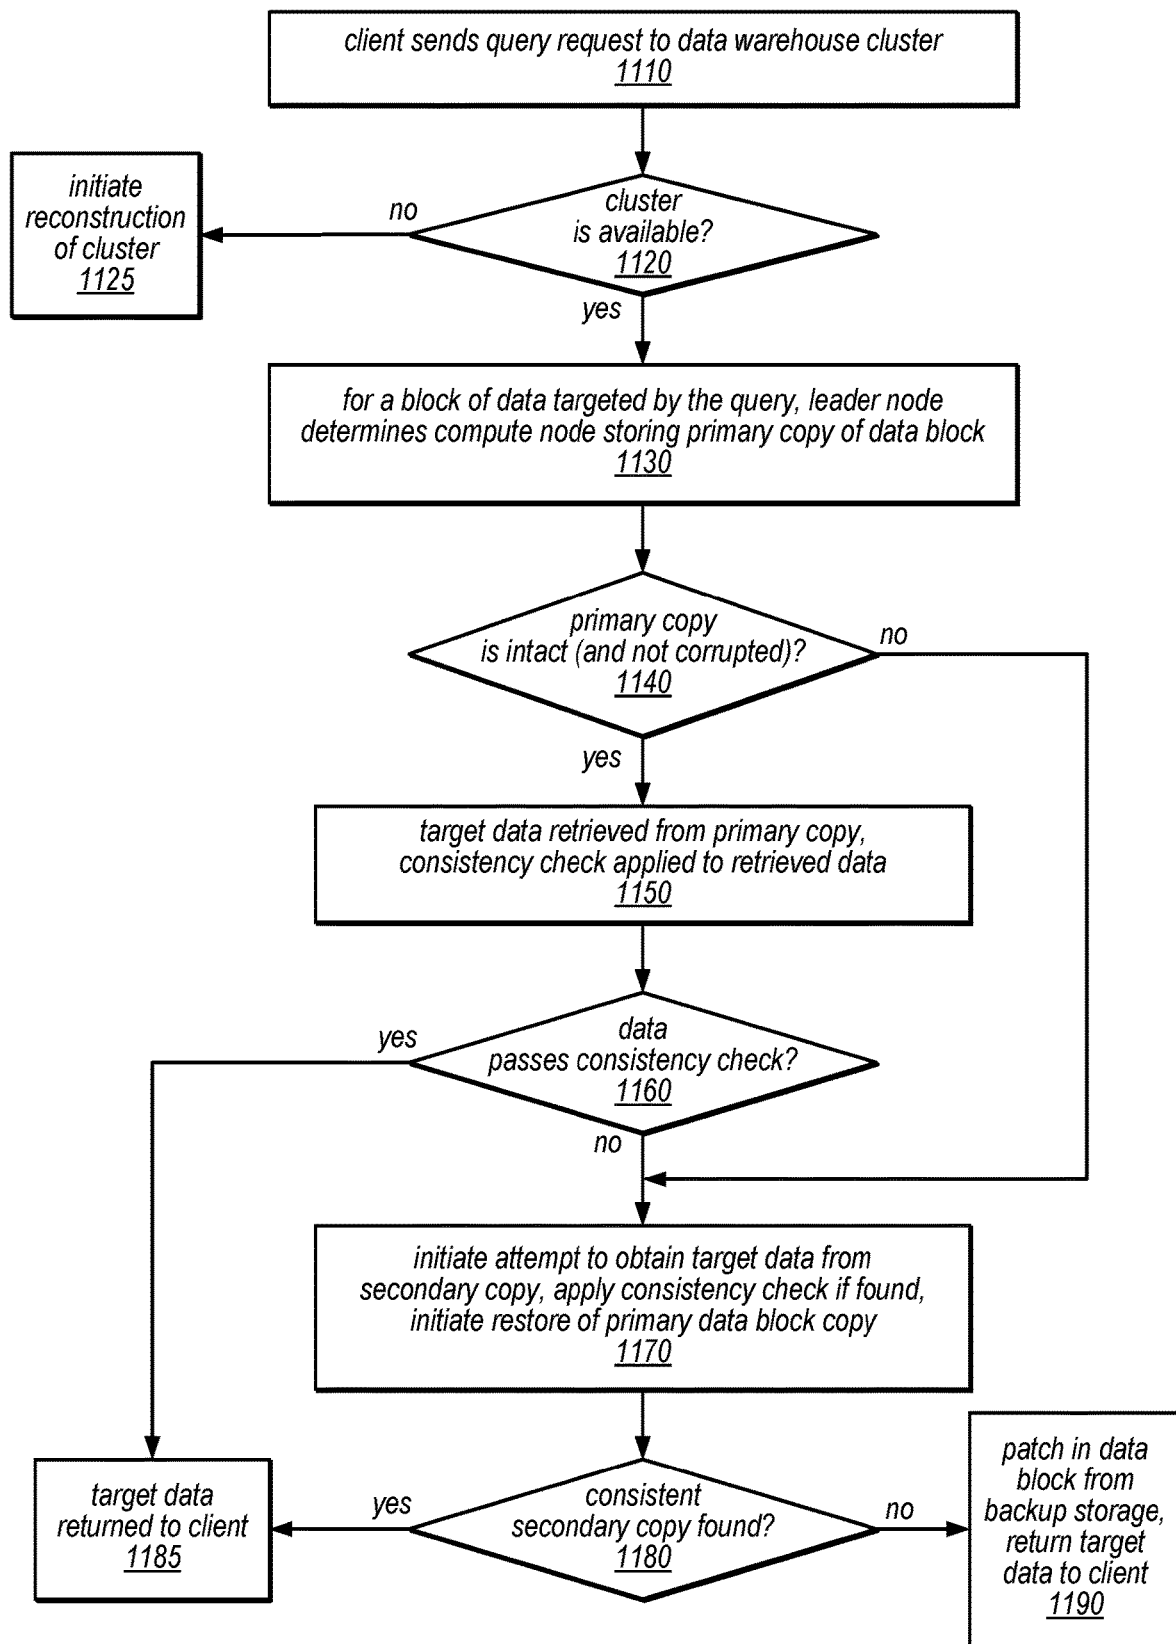 client sends query request to data warehouse cluster
1110
initiate
reconstruction
of cluster
1125
no
cluster
is available?
1120
yes
for a block of data targeted by the query, leader node
determines compute node storing primary copy of data block
1130
primary copy
is intact (and not corrupted)?
1140
no
yes
target data retrieved from primary copy,
consistency check applied to retrieved data
1150
yes
data
passes consistency check?
1160
no
initiate attempt to obtain target data from
secondary copy, apply consistency check if found,
initiate restore of primary data block copy
1170
target data
returned to client
1185
yes
consistent
secondary copy found?
1180
no
patch in data
block from
backup storage,
return target
data to client
1190